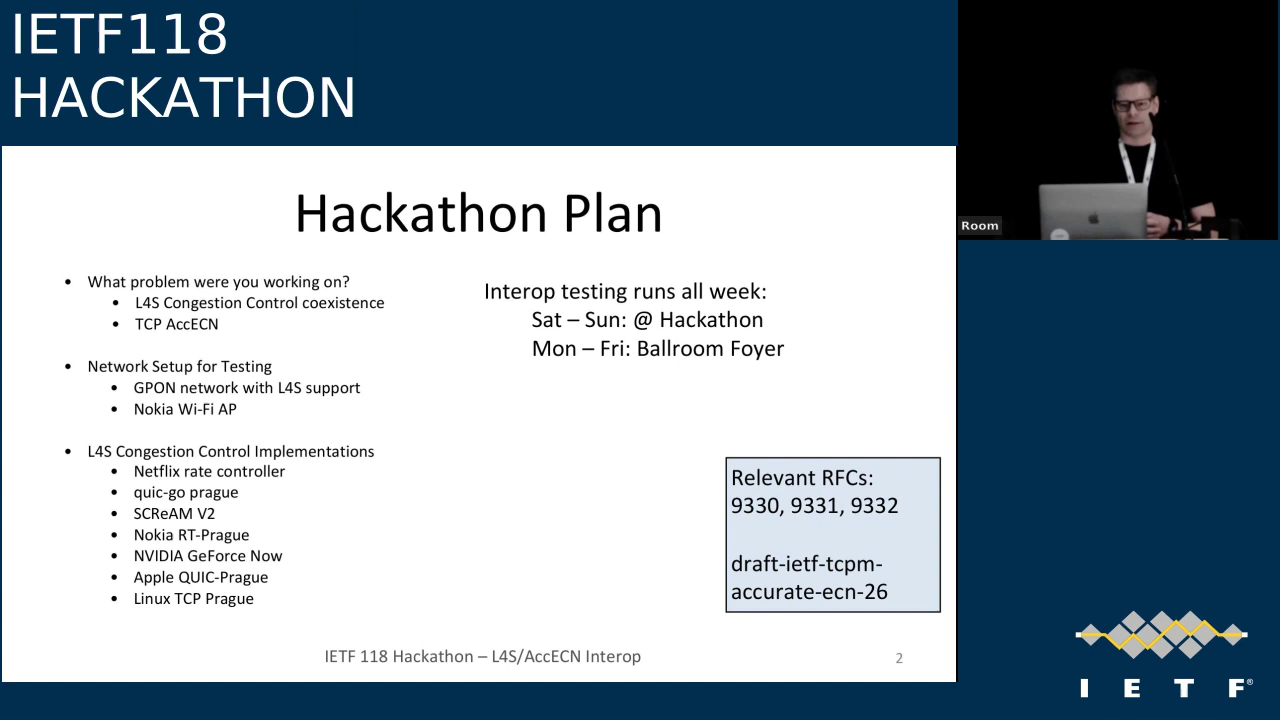 IETF118
HACKATHON
Hackathon Plan
• What problem were you working on?
• L4S Congestion Control coexistence
• TCP AccECN
• Network Setup for Testing
• GPON network with L4S support
• Nokia Wi-Fi AP
• L4S Congestion Control Implementations
• Netflix rate controller
• quic-go prague
• SCReAM V2
• Nokia RT-Prague
• NVIDIA GeForce Now
• Apple QUIC-Prague
• Linux TCP Prague
Interop testing runs all week:
Sat – Sun: @ Hackathon
Mon – Fri: Ballroom Foyer
Relevant RFCs:
9330, 9331, 9332
draft-ietf-tcpm-
accurate-ecn-26
IETF 118 Hackathon – L4S/AccECN Interop
2
Room
I E T F®